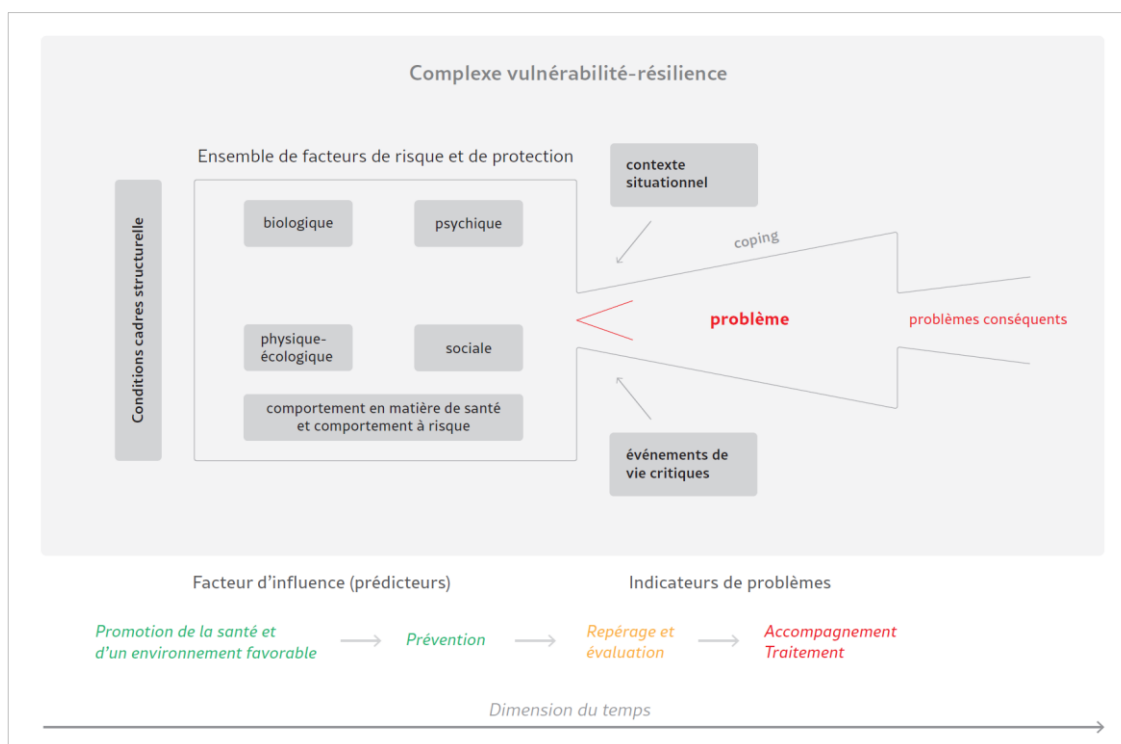 Complexe vulnérabilité-résilience
Ensemble de facteurs de risque et de protection
contexte
situationnel
Conditions cadres structurelle
biologique
psychique
coping
problème
problèmes conséquents
physique-
écologique
sociale
comportement en matière de santé
et comportement à risque
événements de
vie critiques
Facteur d'influence (prédicteurs)
Indicateurs de problèmes
Promotion de la santé et
d'un environnement favorable
Prévention
Repérage et
évaluation
Accompagnement
Traitement
Dimension du temps